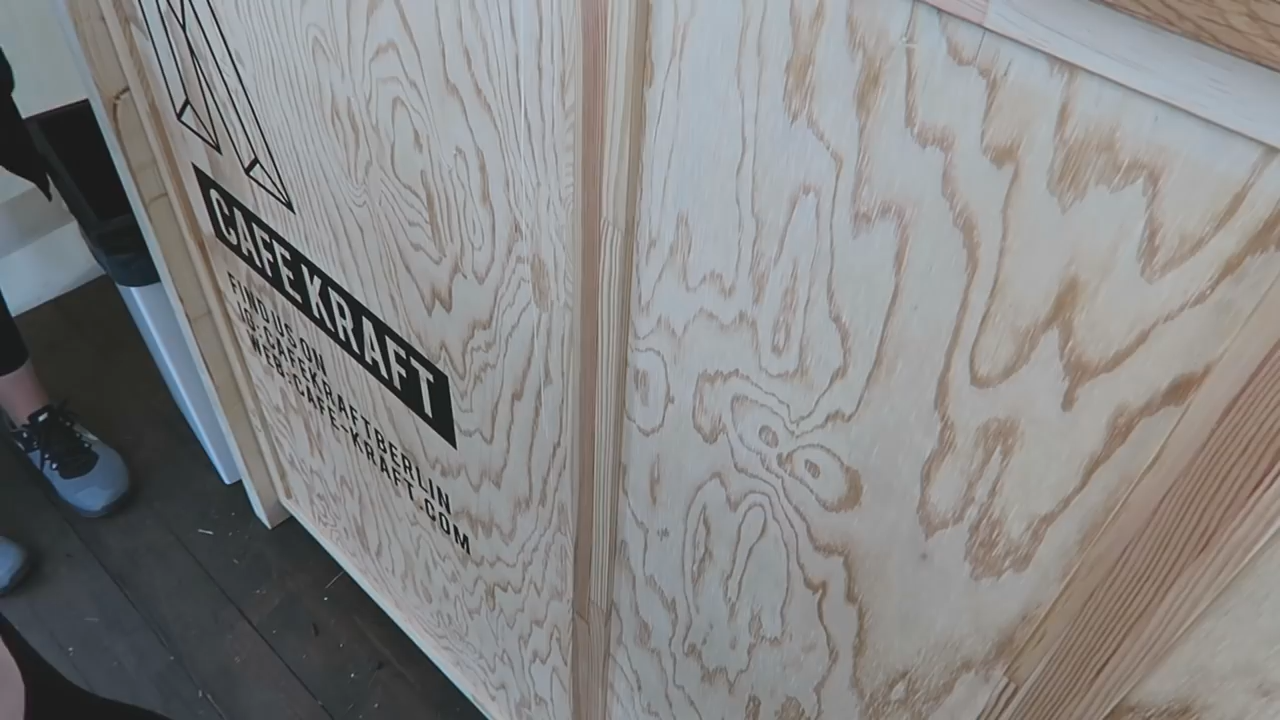 CAFE KRAFT
FIND US ON
IG:CAFEKRAFTBERLIN
WEB:CAFE-KRAFT.COM